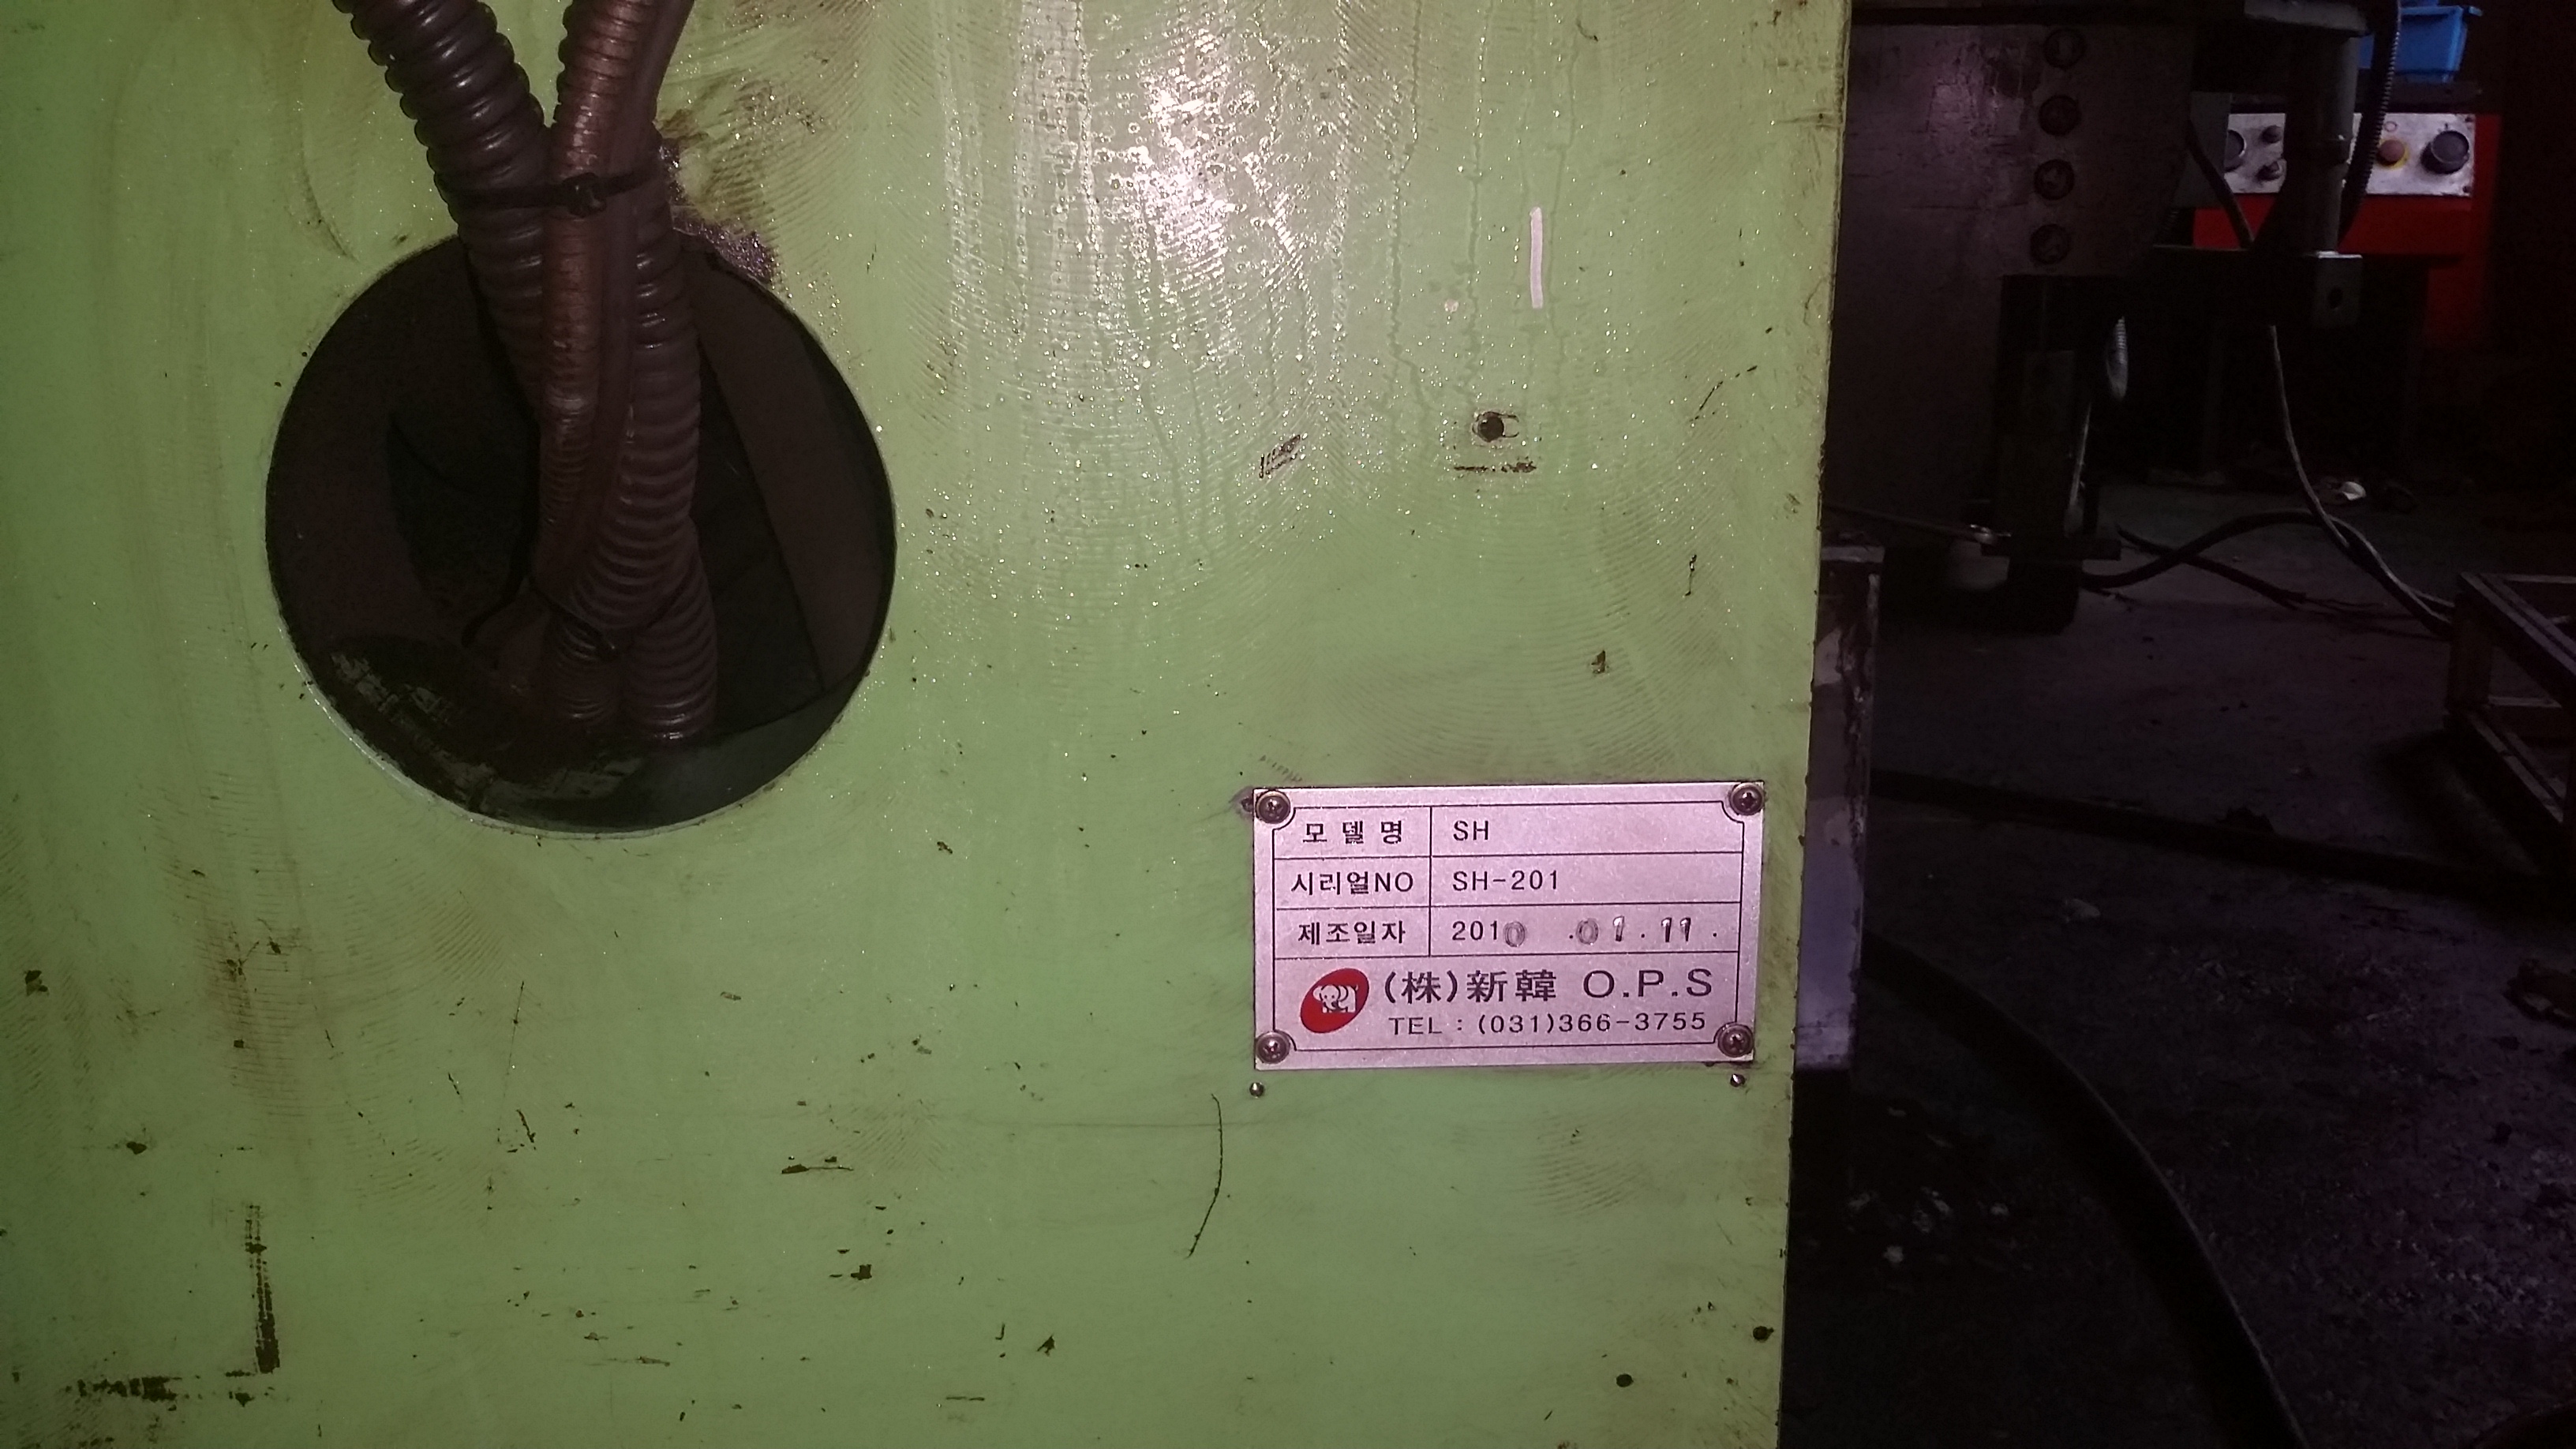 모델명 SH
시리얼NO SH-201
제조일자 2010 .01.11.
(株)新韓 O.P.S
TEL : (031)366-3755